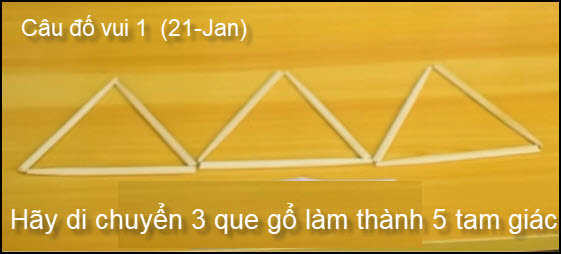 Câu đố vui 1 (21-Jan)
Hãy di chuyển 3 que gổ làm thành 5 tam giác